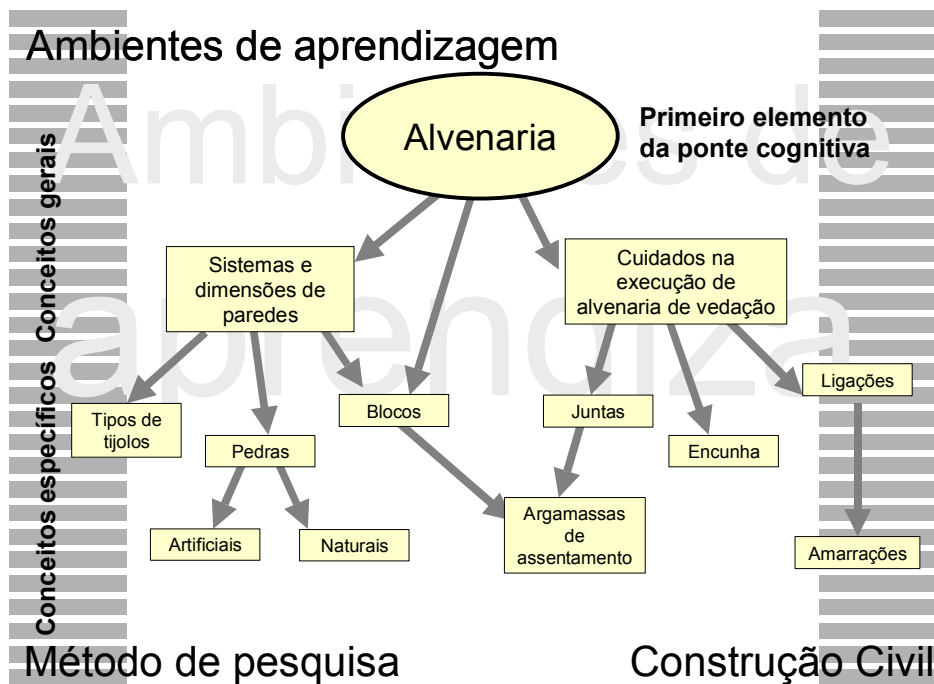 Ambientes de aprendizagem
Ambientes de
aprendiza
Alvenaria
Primeiro elemento
da ponte cognitiva
Conceitos gerais
Conceitos específicos
Sistemas e
dimensões de
paredes
Cuidados na
execução de
alvenaria de vedação
Tipos de
tijolos
Pedras
Blocos
Juntas
Encunha
Ligações
Artificiais
Naturais
Argamassas
de
assentamento
Amarrações
Método de pesquisa
Construção Civil